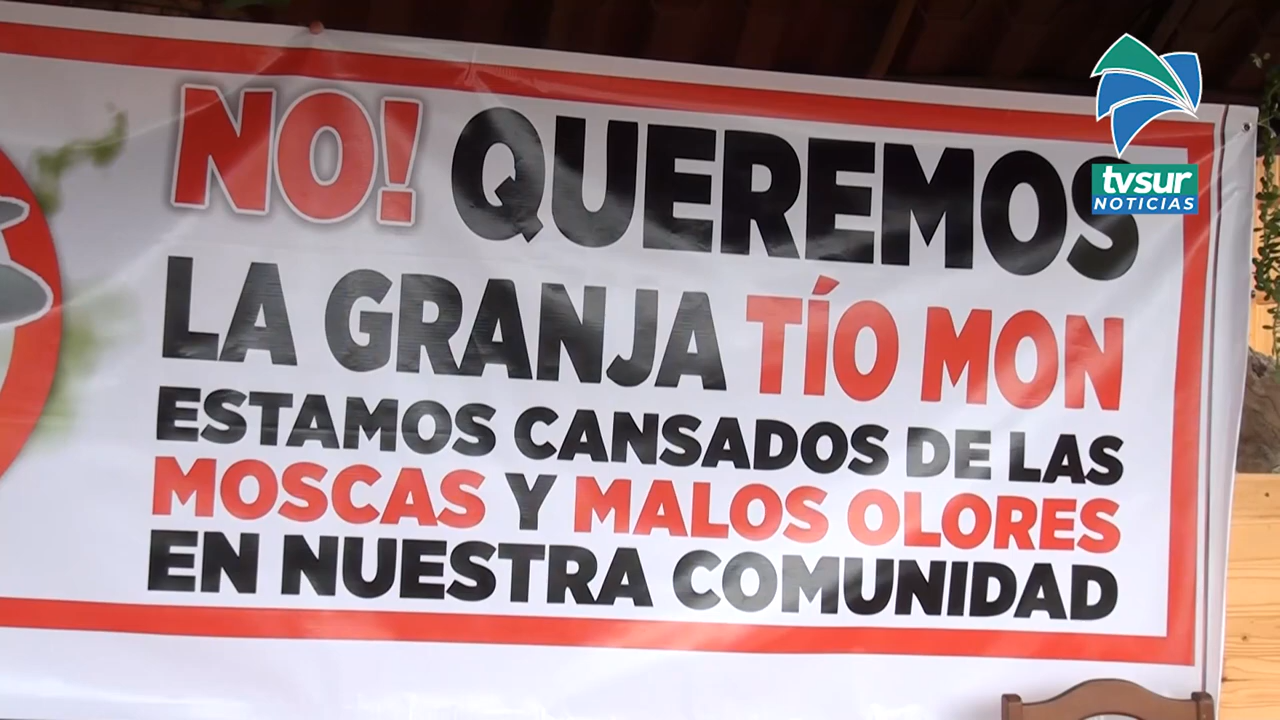 NO! QUEREMOS
LA GRANJA TÍO MON
ESTAMOS CANSADOS DE LAS
MOSCAS Y MALOS OLORES
EN NUESTRA COMUNIDAD
tvsur
NOTICIAS